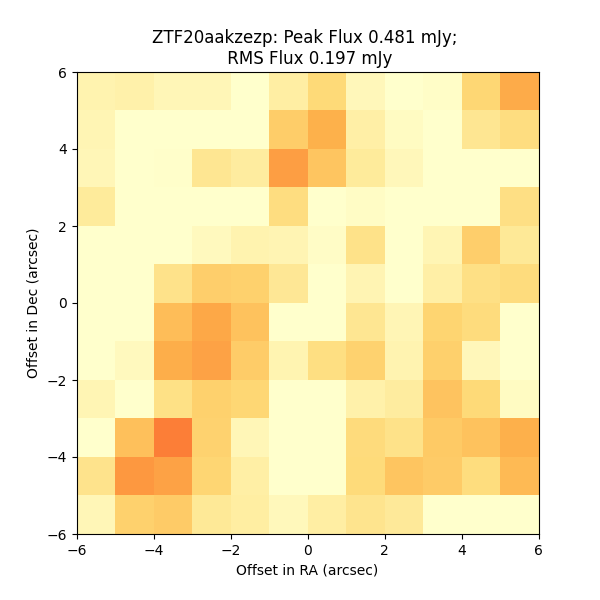 ZTF20aakzezp: Peak Flux 0.481 mJy;
RMS Flux 0.197 mJy
6
4
2
0
−2
−4
−6
Offset in Dec (arcsec)
−6 −4 −2 0 2 4 6
Offset in RA (arcsec)